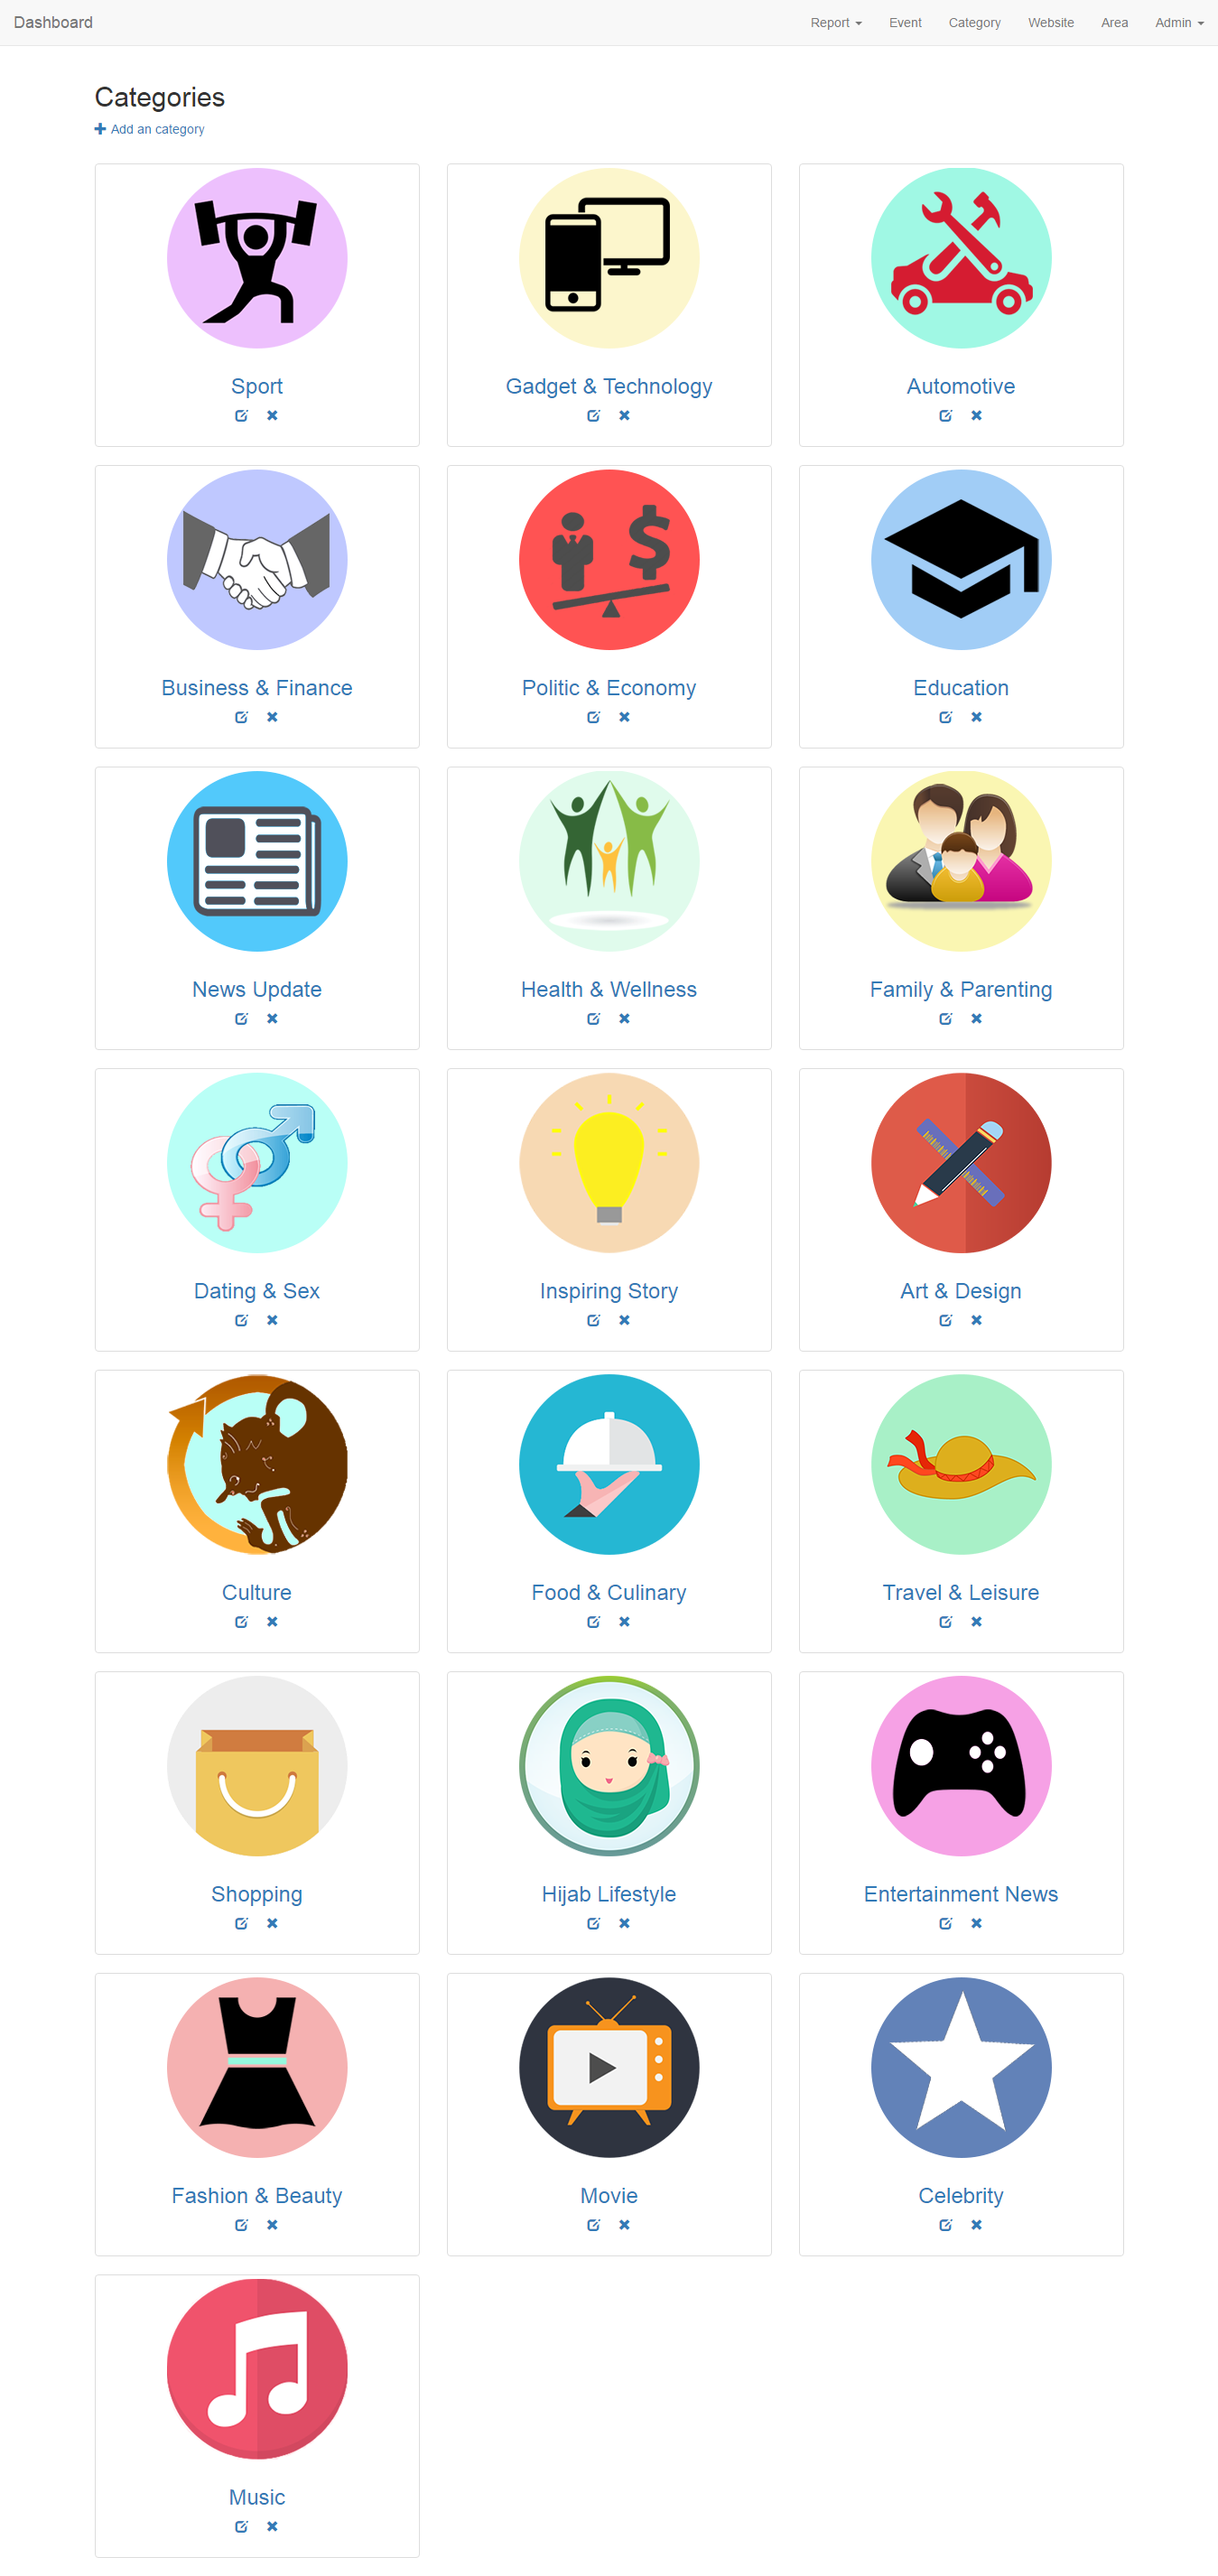 Dashboard
Report
Event
Category
Website
Area
Admin
Categories
Add an category
Sport
Gadget & Technology
Automotive
Business & Finance
Politic & Economy
Education
News Update
Health & Wellness
Family & Parenting
Dating & Sex
Inspiring Story
Art & Design
Culture
Food & Culinary
Travel & Leisure
Shopping
Hijab Lifestyle
Entertainment News
Fashion & Beauty
Movie
Celebrity
Music